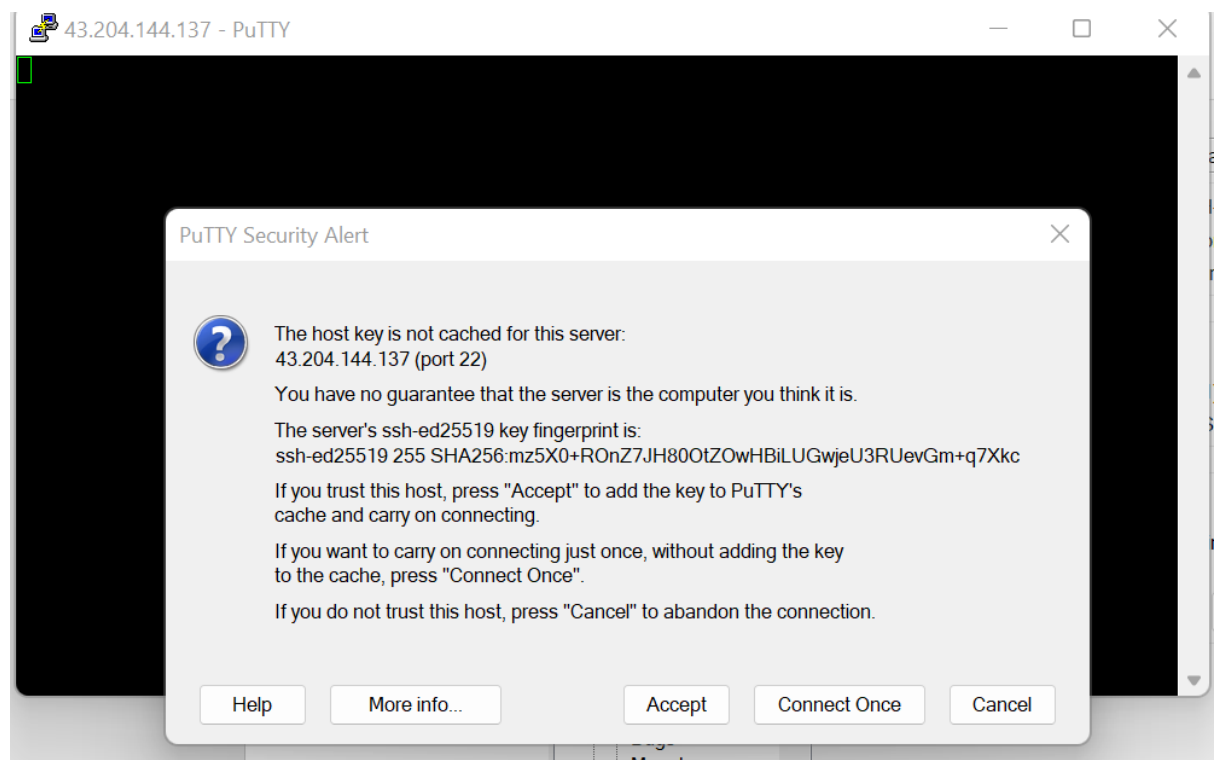 43.204.144.137 - PuTTY
PuTTY Security Alert
The host key is not cached for this server:
43.204.144.137 (port 22)
You have no guarantee that the server is the computer you think it is.
The server's ssh-ed25519 key fingerprint is:
ssh-ed25519 255 SHA256:mz5X0+ROnZ7JH80OtZOwHBiLUGwjeU3RUevGm+q7Xkc
If you trust this host, press "Accept" to add the key to PuTTY's
cache and carry on connecting.
If you want to carry on connecting just once, without adding the key
to the cache, press "Connect Once".
If you do not trust this host, press "Cancel" to abandon the connection.
Help
More info...
Accept
Connect Once
Cancel